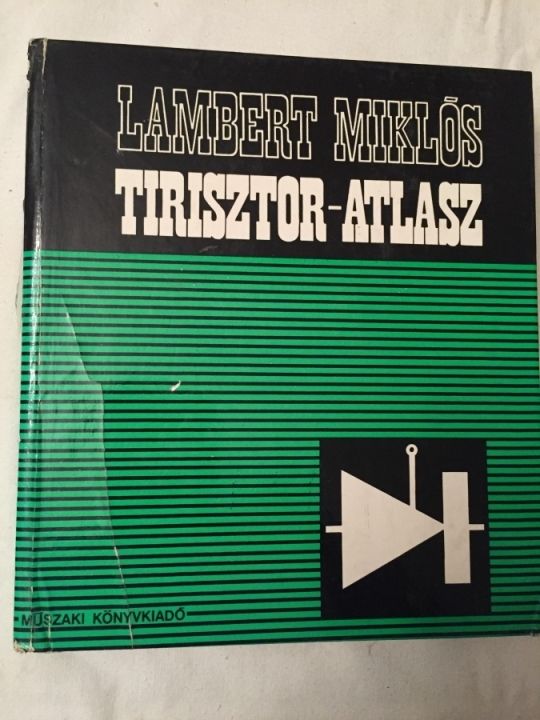 LAMBERT MIKLÓS
TIRISZTOR-ATLASZ
MŰSZAKI KÖNYVKIADÓ